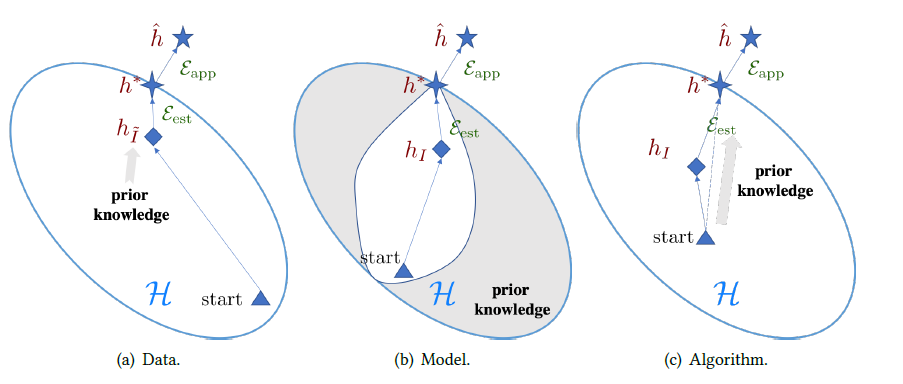 ĥ
ℰ_app
h*
ℰ_est
h_Ĩ
prior
knowledge
start
ℋ
(a) Data.
ĥ
ℰ_app
h*
ℰ_est
h_I
start
ℋ
prior
knowledge
(b) Model.
ĥ
ℰ_app
h*
ℰ_est
h_I
prior
knowledge
start
ℋ
(c) Algorithm.